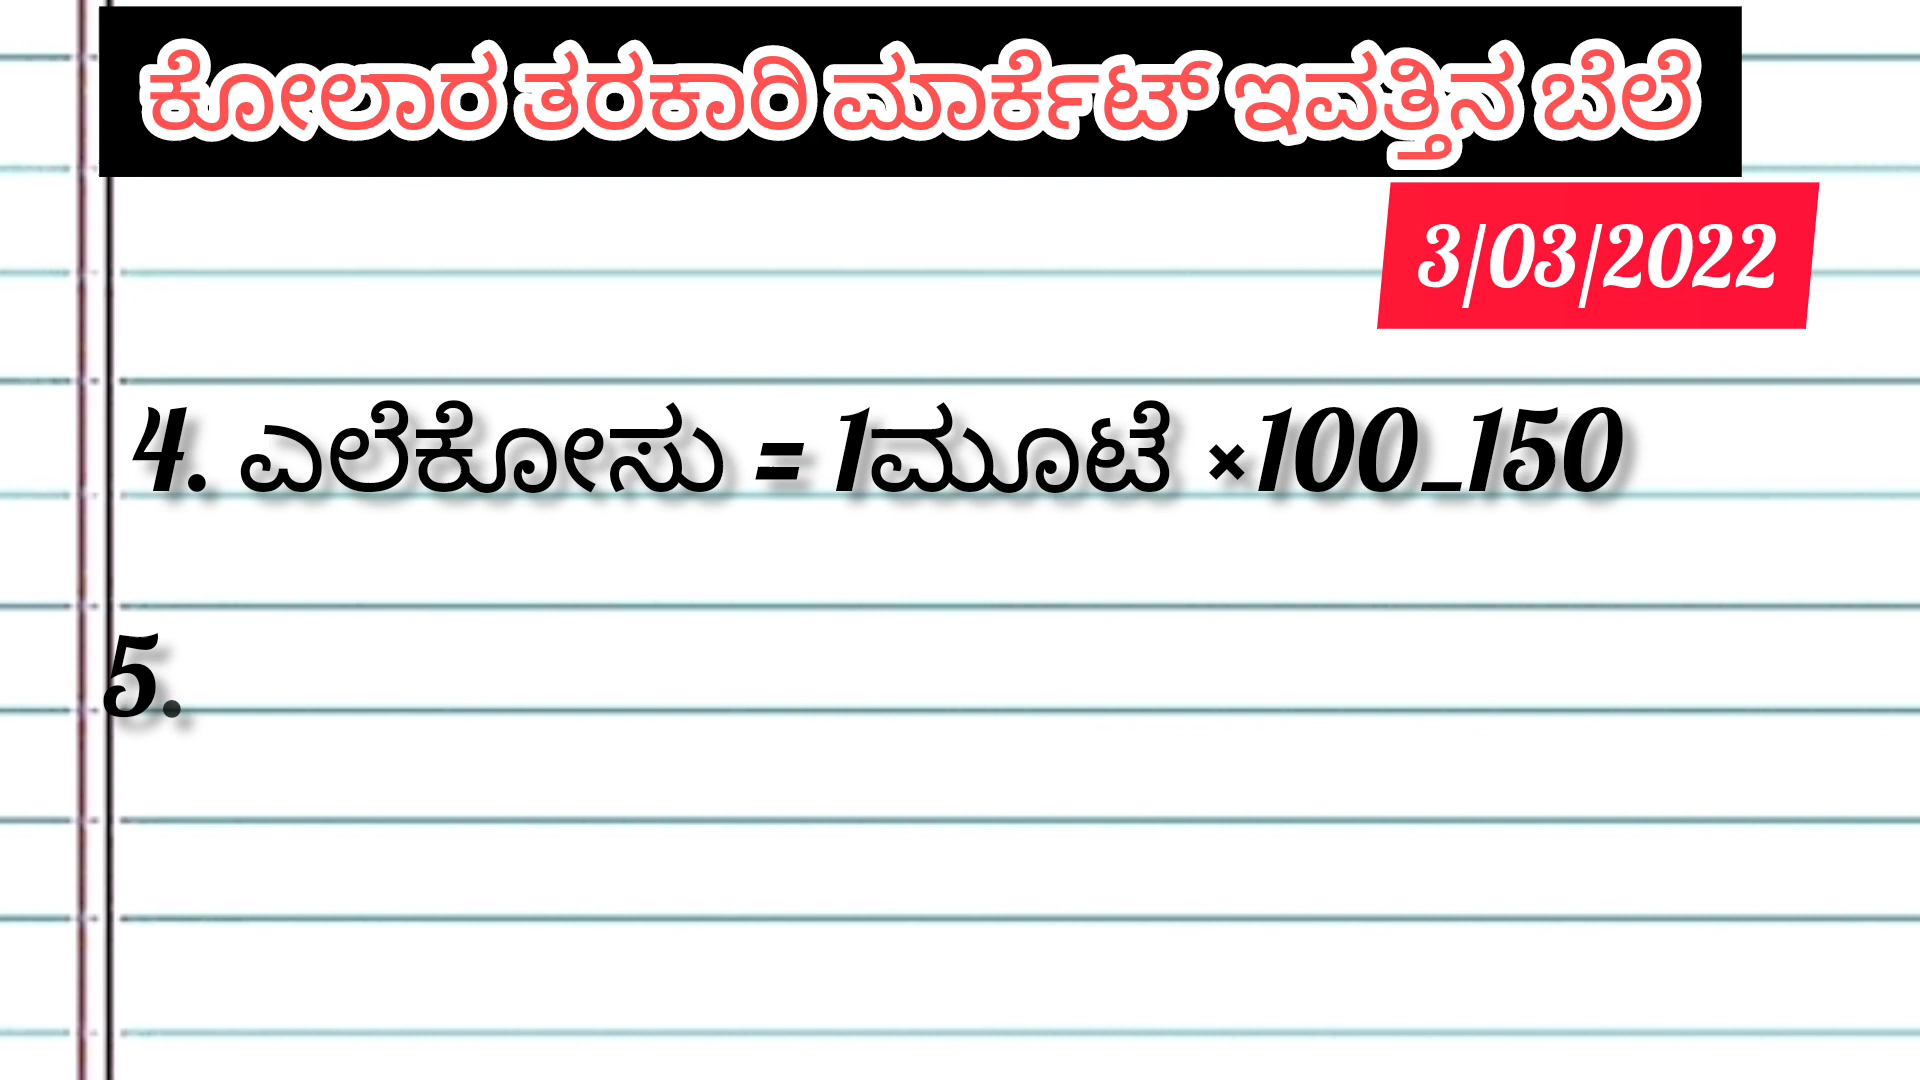 ಕೋಲಾರ ತರಕಾರಿ ಮಾರ್ಕೆಟ್ ಇವತ್ತಿನ ಬೆಲೆ
3/03/2022
4. ಎಲೆಕೋಸು = 1ಮೂಟೆ ×100_150
5.